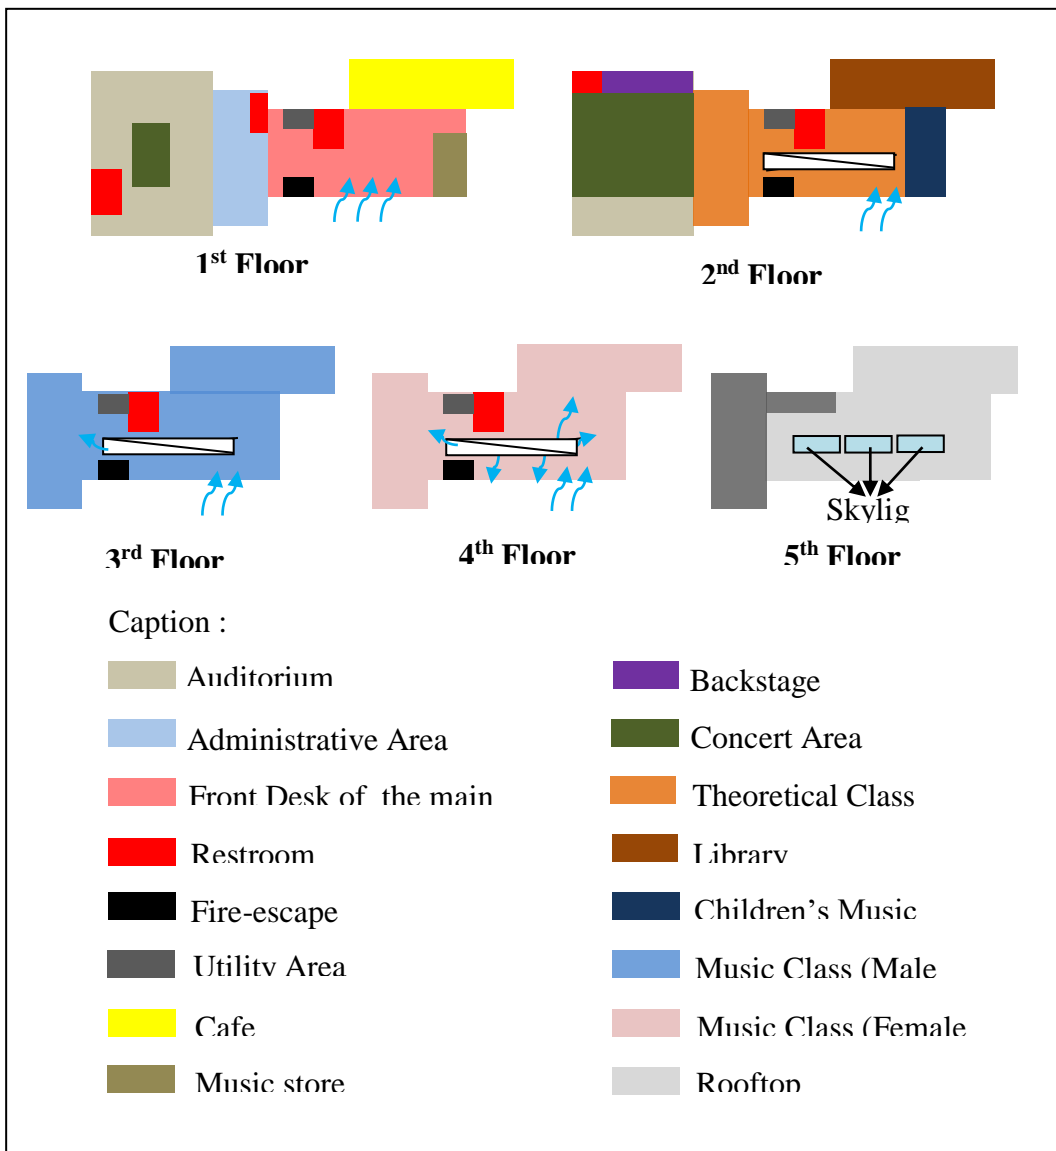 1st Floor
2nd Floor
Skylig
3rd Floor
4th Floor
5th Floor
Caption :
Auditorium
Backstage
Administrative Area
Concert Area
Front Desk of the main
Theoretical Class
Restroom
Library
Fire-escape
Children's Music
Utility Area
Music Class (Male
Cafe
Music Class (Female
Music store
Rooftop